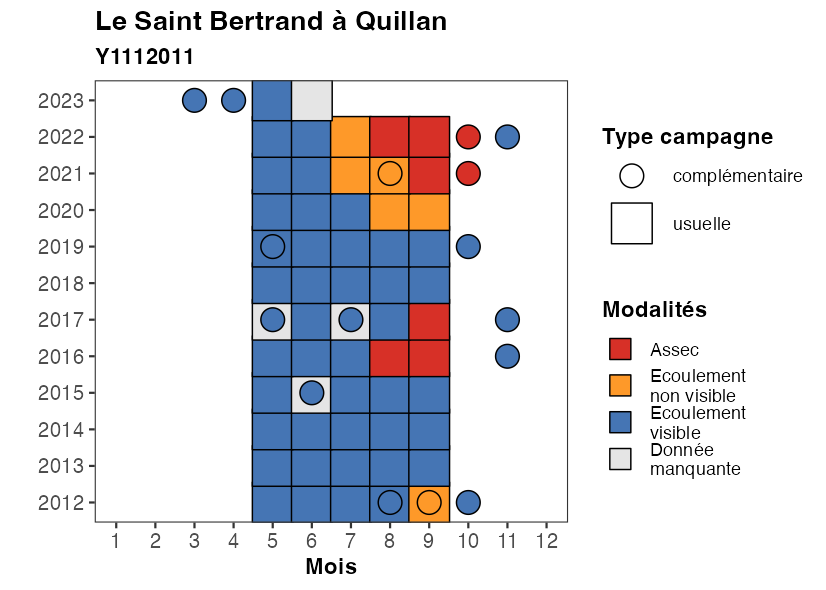 Le Saint Bertrand à Quillan
Y1112011
2023
2022
2021
2020
2019
2018
2017
2016
2015
2014
2013
2012
1 2 3 4 5 6 7 8 9 10 11 12
Mois
Type campagne
complémentaire
usuelle
Modalités
Assec
Ecoulement
non visible
Ecoulement
visible
Donnée
manquante